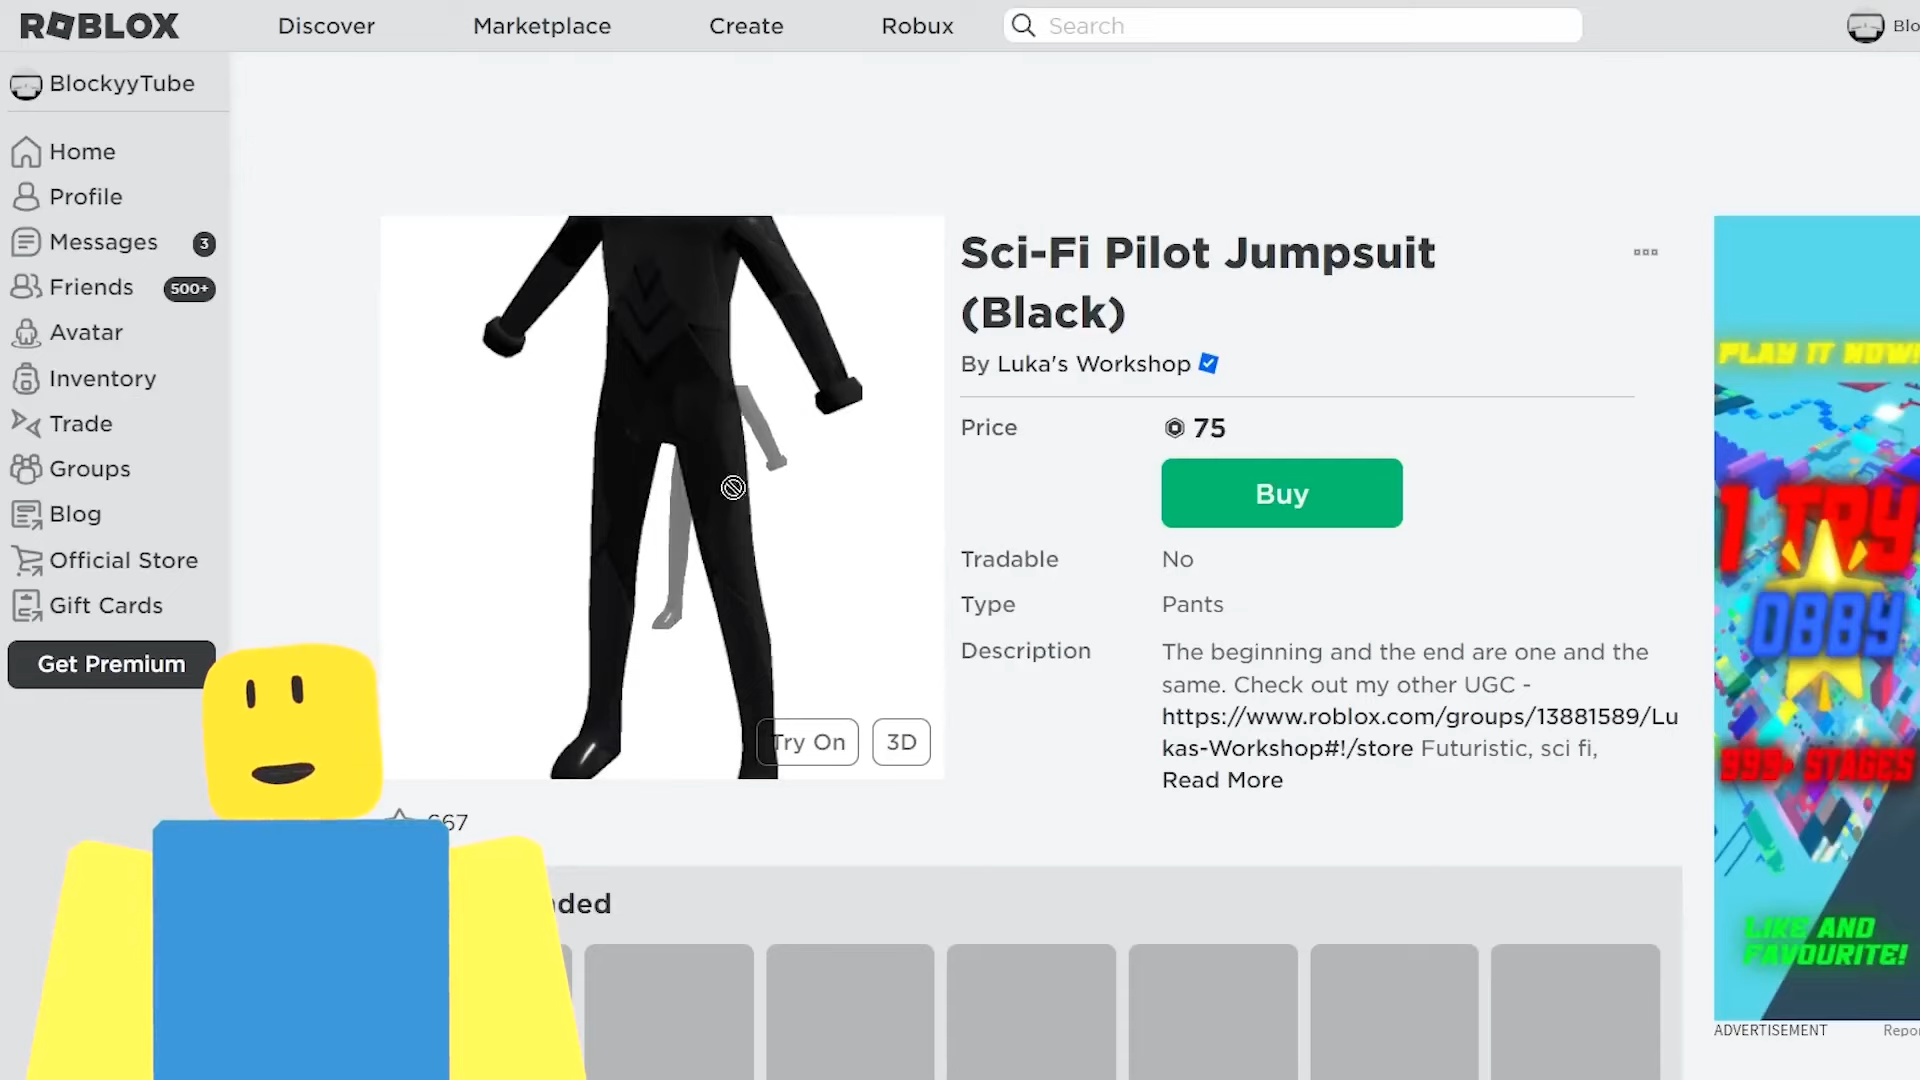 ROBLOX
Discover
Marketplace
Create
Robux
Search
Blo
BlockyyTube
Home
Profile
Messages
3
Friends
500+
Avatar
Inventory
Trade
Groups
Blog
Official Store
Gift Cards
Get Premium
Try On
3D
667
Sci-Fi Pilot Jumpsuit
(Black)
By Luka's Workshop
Price
75
Buy
Tradable
No
Type
Pants
Description
The beginning and the end are one and the
same. Check out my other UGC -
https://www.roblox.com/groups/13881589/Lu
kas-Workshop#!/store Futuristic, sci fi,
Read More
nded
PLAY IT NOW!
1 TRY
OBBY
999+ STAGES
LIKE AND
FAVOURITE!
ADVERTISEMENT
Repor